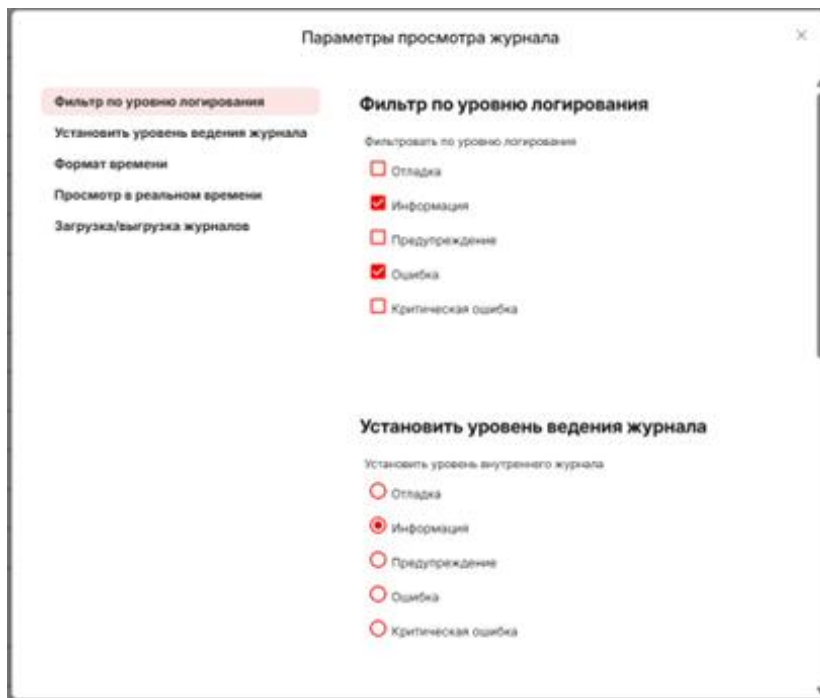 Параметры просмотра журнала
Фильтр по уровню логирования
Установить уровень ведения журнала
Формат времени
Просмотр в реальном времени
Загрузка/выгрузка журналов
Фильтр по уровню логирования
Фильтровать по уровню логирования
Отладка
Информация
Предупреждение
Ошибка
Критическая ошибка
Установить уровень ведения журнала
Установить уровень внутреннего журнала
Отладка
Информация
Предупреждение
Ошибка
Критическая ошибка